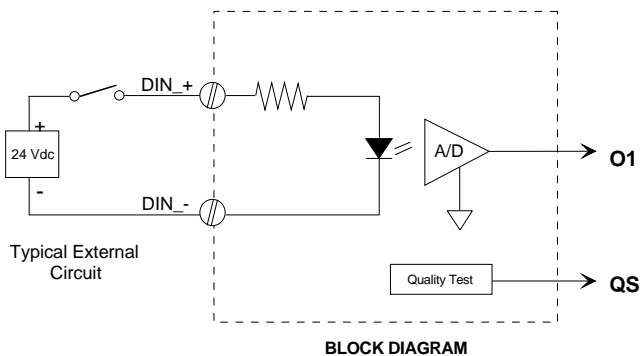 DIN_+
+
24 Vdc
-
DIN_-
Typical External
Circuit
A/D
O1
Quality Test
QS
BLOCK DIAGRAM